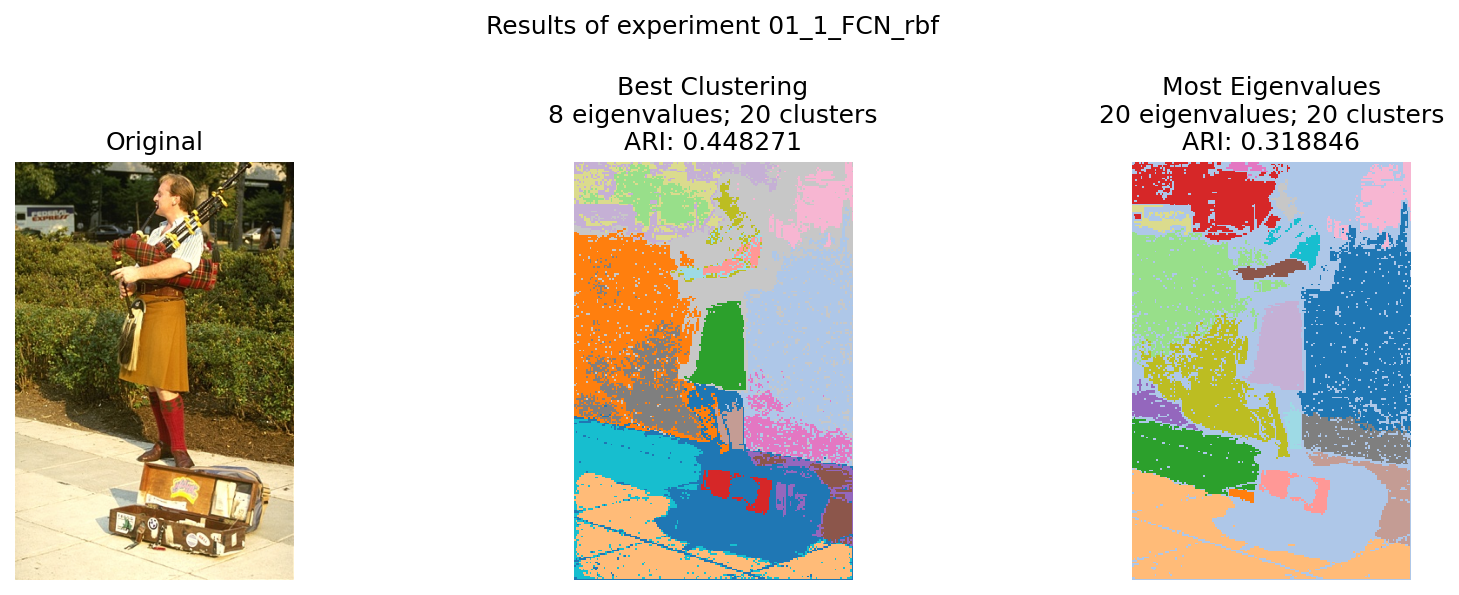 Results of experiment 01_1_FCN_rbf
Original
Best Clustering
8 eigenvalues; 20 clusters
ARI: 0.448271
Most Eigenvalues
20 eigenvalues; 20 clusters
ARI: 0.318846
EXPRESS